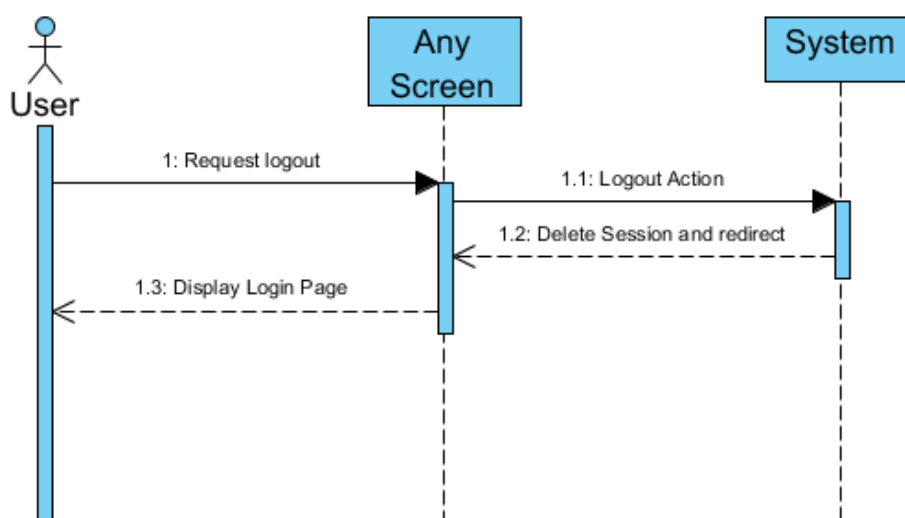 Any
Screen
System
User
1: Request logout
1.1: Logout Action
1.2: Delete Session and redirect
1.3: Display Login Page